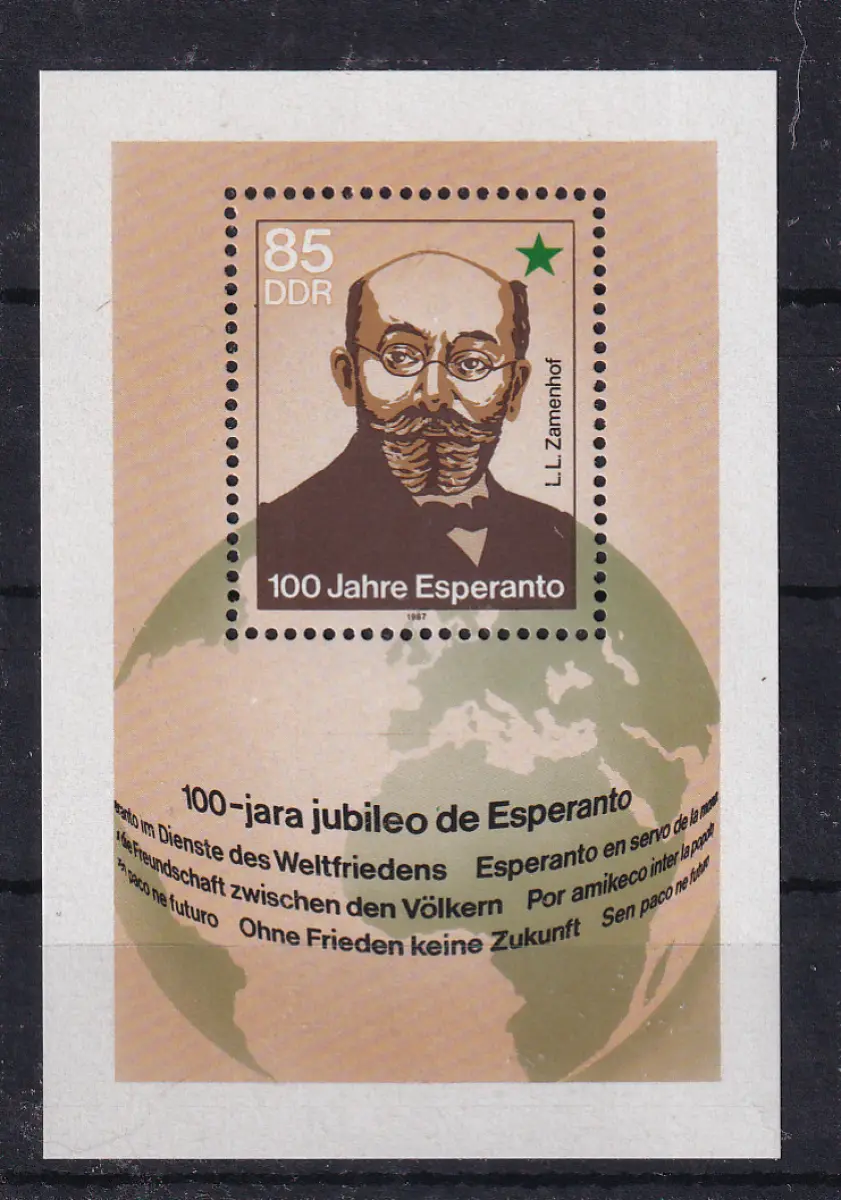 85
DDR
L. L. Zamenhof
100 Jahre Esperanto
1987
100-jara jubileo de Esperanto
im Dienste des Weltfriedens Esperanto en servo de la
Freundschaft zwischen den Völkern Por amikeco inter la
paco ne futuro Ohne Frieden keine Zukunft Sen paco ne futuro